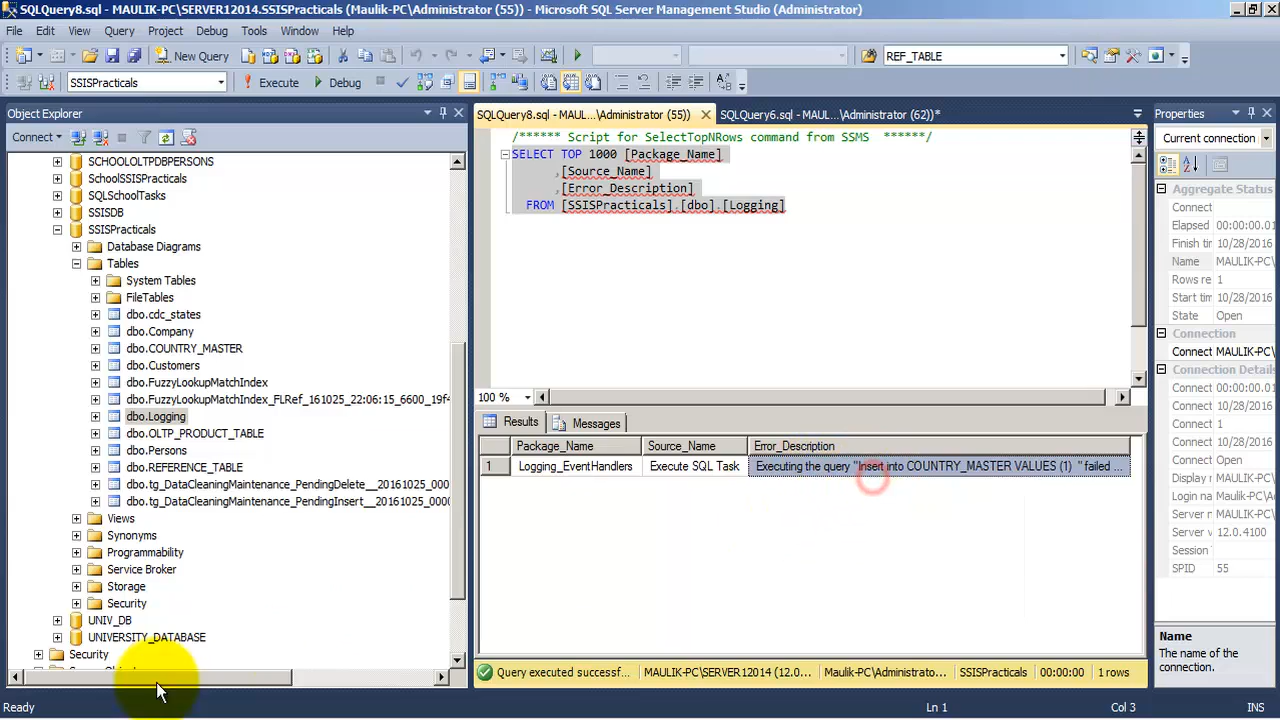 SQLQuery8.sql - MAULIK-PC\SERVER12014.SSISPracticals (Maulik-PC\Administrator (55)) - Microsoft SQL Server Management Studio (Administrator)
File Edit View Query Project Debug Tools Window Help
New Query REF_TABLE
SSISPracticals Execute Debug
Object Explorer
Connect
SCHOOLOLTPDBPERSONS
SchoolSSISPracticals
SQLSchoolTasks
SSISDB
SSISPracticals
Database Diagrams
Tables
System Tables
FileTables
dbo.cdc_states
dbo.Company
dbo.COUNTRY_MASTER
dbo.Customers
dbo.FuzzyLookupMatchIndex
dbo.FuzzyLookupMatchIndex_FLRef_161025_22:06:15_6600_19f4
dbo.Logging
dbo.OLTP_PRODUCT_TABLE
dbo.Persons
dbo.REFERENCE_TABLE
dbo.tg_DataCleaningMaintenance_PendingDelete__20161025_000
dbo.tg_DataCleaningMaintenance_PendingInsert__20161025_000
Views
Synonyms
Programmability
Service Broker
Storage
Security
UNIV_DB
UNIVERSITY_DATABASE
Security
SQLQuery8.sql - MAUL...\Administrator (55)) SQLQuery6.sql - MAUL...\Administrator (62))*
/****** Script for SelectTopNRows command from SSMS ******/
SELECT TOP 1000 [Package_Name]
,[Source_Name]
,[Error_Description]
FROM [SSISPracticals].[dbo].[Logging]
100 %
Results Messages
Package_Name Source_Name Error_Description
1 Logging_EventHandlers Execute SQL Task Executing the query "Insert into COUNTRY_MASTER VALUES (1) " failed ...
Query executed successf... MAULIK-PC\SERVER12014 (12.0... Maulik-PC\Administrato... SSISPracticals 00:00:00 1 rows
Properties
Current connection
Aggregate Status
Connect
Elapsed 00:00:00.01
Finish tir 10/28/2016
Name MAULIK-PC\
Rows re 1
Start tim 10/28/2016
State Open
Connection
Connect MAULIK-PC\
Connection Details
Connect 00:00:00.01
Connect 10/28/2016
Connect 1
Connect 10/28/2016
Connect Open
Display r MAULIK-PC\
Login na Maulik-PC\A
Server n MAULIK-PC\
Server v 12.0.4100
Session
SPID 55
Name
The name of the
connection.
Ready Ln 1 Col 3 INS